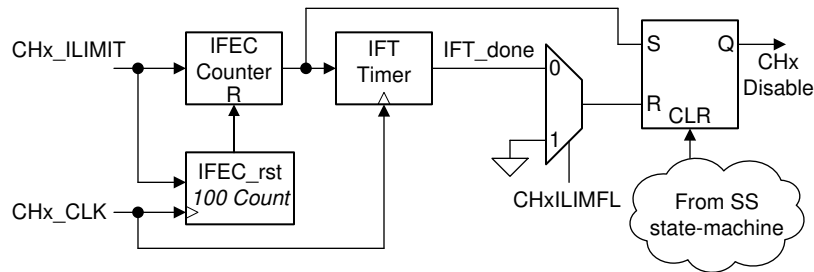 CHx_ILIMIT
IFEC
Counter
R
IFT
Timer
IFT_done
0
1
S
Q
R
CLR
CHx
Disable
IFEC_rst
100 Count
CHx_CLK
CHxILIMFL
From SS
state-machine